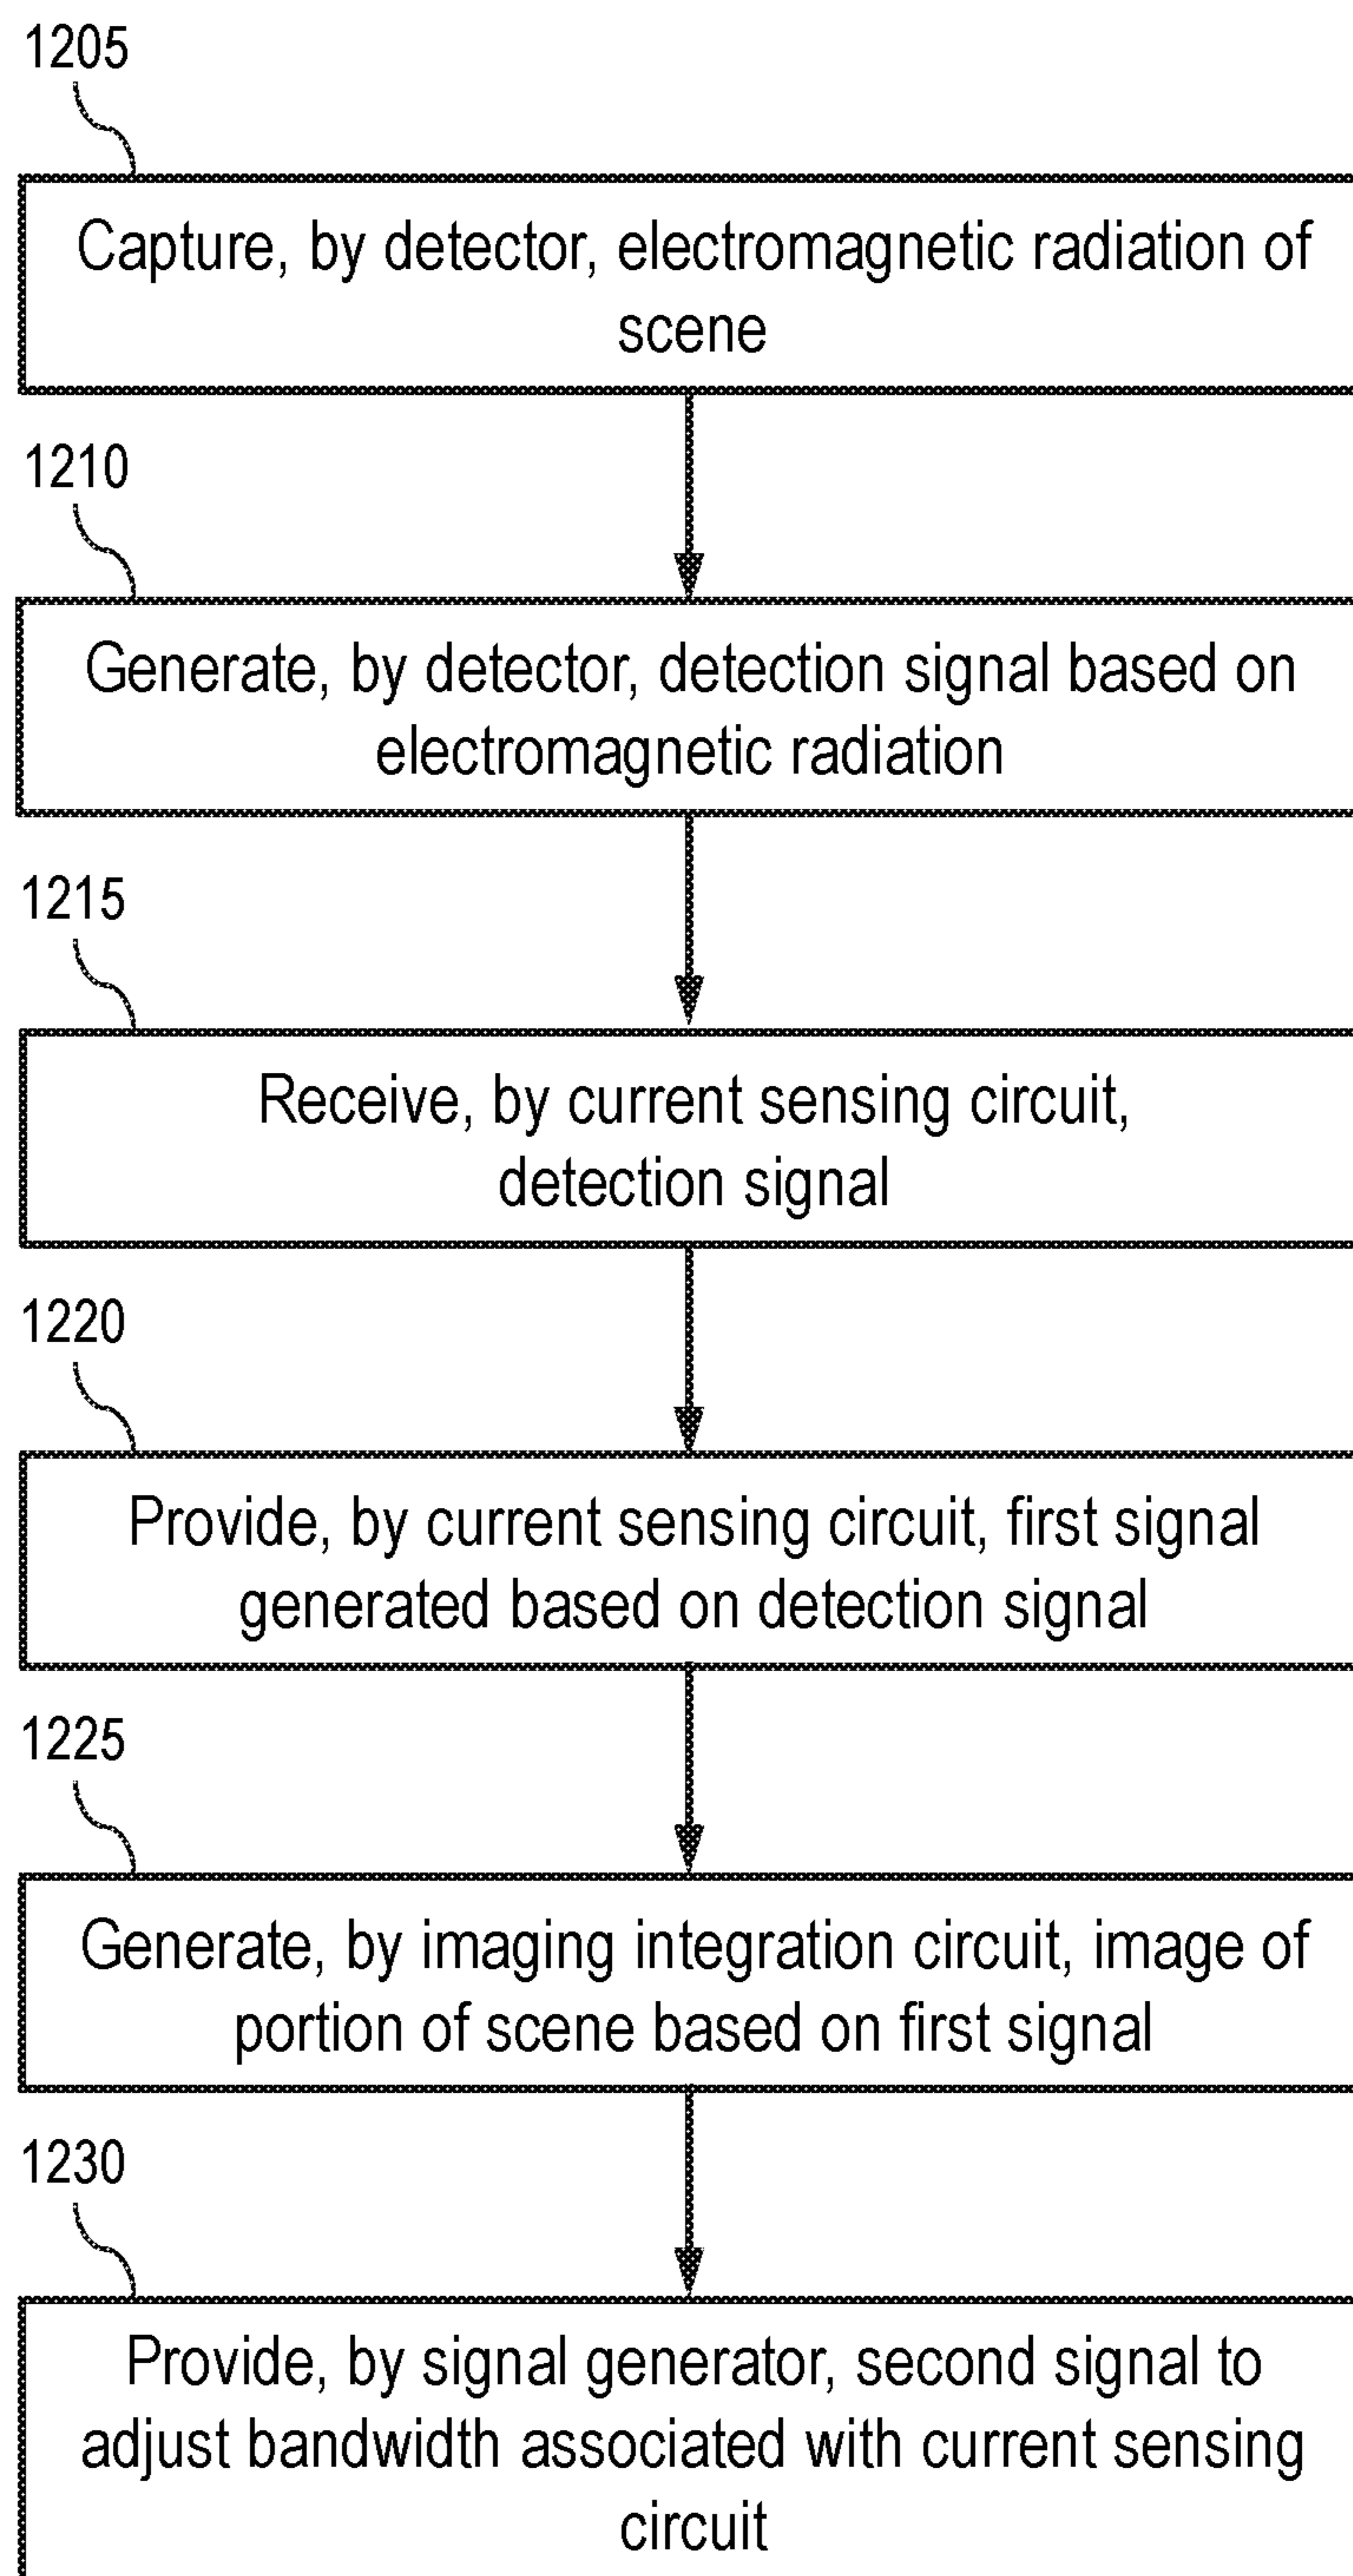 1205
Capture, by detector, electromagnetic radiation of
scene
1210
Generate, by detector, detection signal based on
electromagnetic radiation
1215
Receive, by current sensing circuit,
detection signal
1220
Provide, by current sensing circuit, first signal
generated based on detection signal
1225
Generate, by imaging integration circuit, image of
portion of scene based on first signal
1230
Provide, by signal generator, second signal to
adjust bandwidth associated with current sensing
circuit